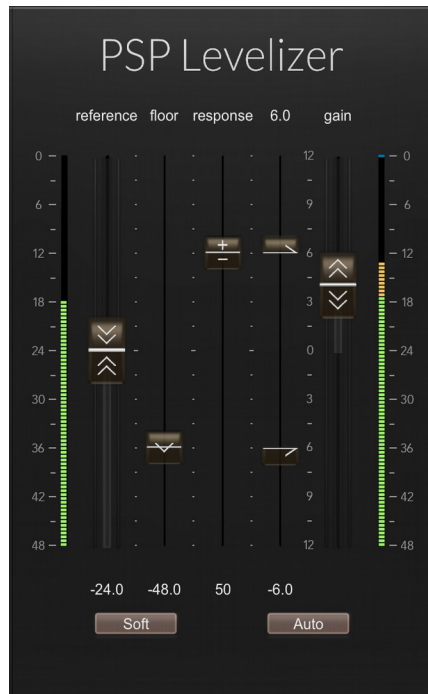 PSP Levelizer
reference floor response 6.0 gain
0 – - - - 12 – 0
– - - - – –
6 – - - - 9 – 6
– - - - – –
12 – - + - 6 – 12
– - - - – –
18 – - - - 3 – 18
– - - - – –
24 – - - - 0 – 24
– - - - – –
30 – - - - 3 – 30
– - - - – –
36 – - - - 6 – 36
– - - - – –
42 – - - - 9 – 42
– - - - – –
48 – - - - 12 – 48
-24.0 -48.0 50 -6.0
Soft Auto